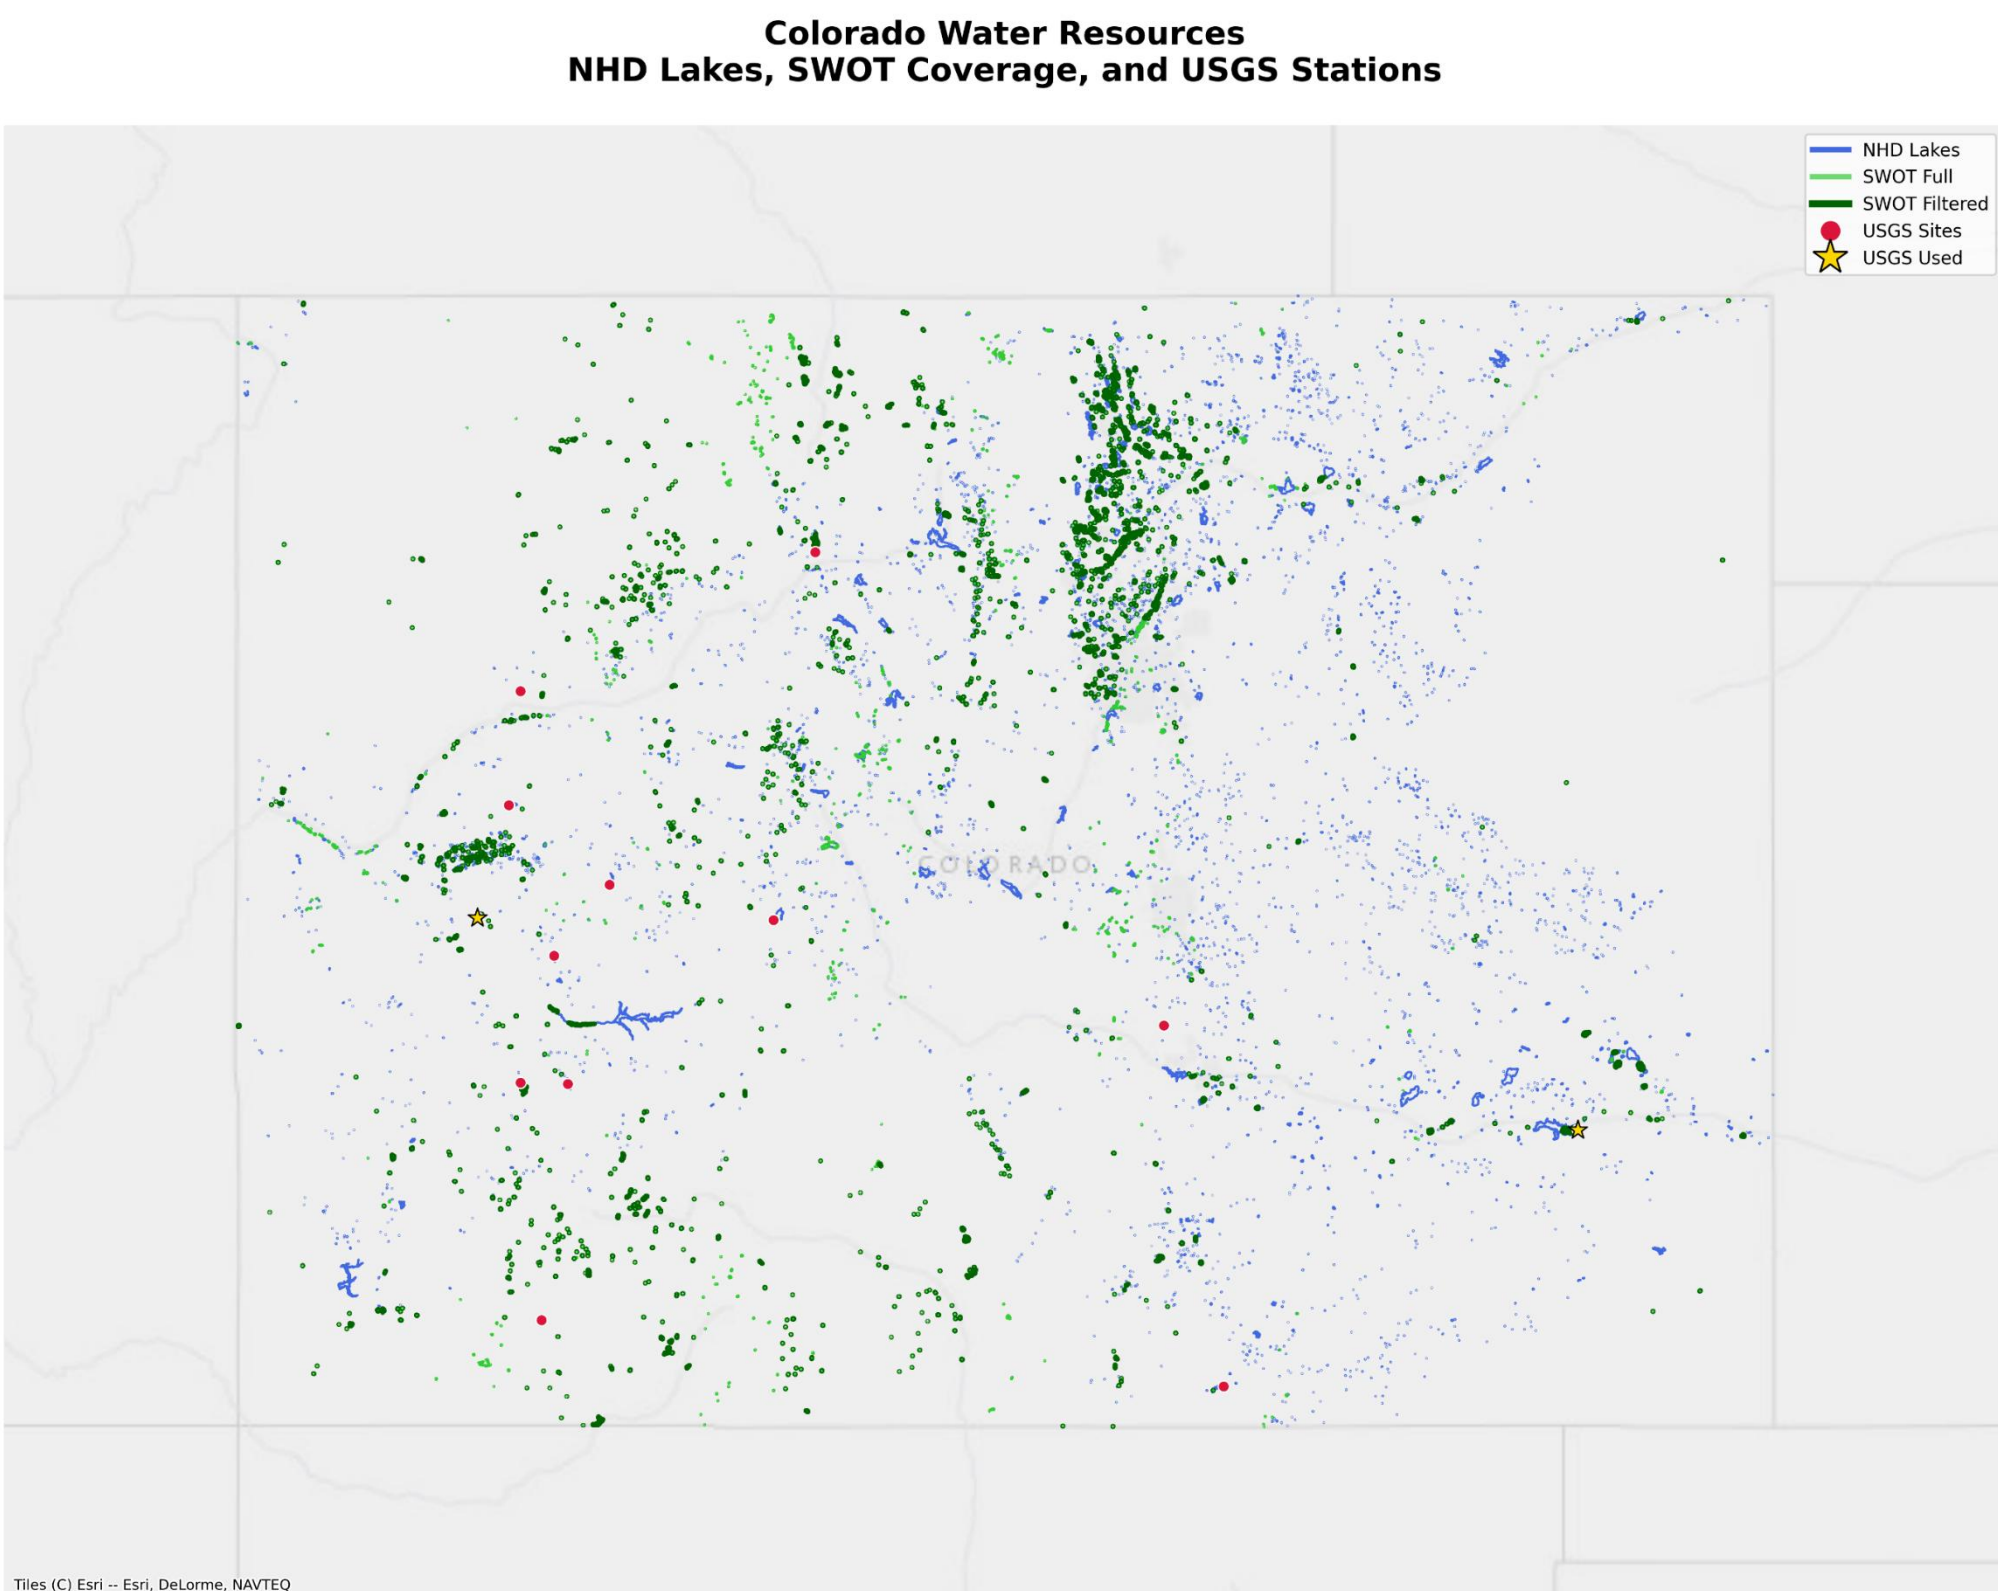 Colorado Water Resources
NHD Lakes, SWOT Coverage, and USGS Stations
NHD Lakes
SWOT Full
SWOT Filtered
USGS Sites
USGS Used
COLORADO
Tiles (C) Esri -- Esri, DeLorme, NAVTEQ